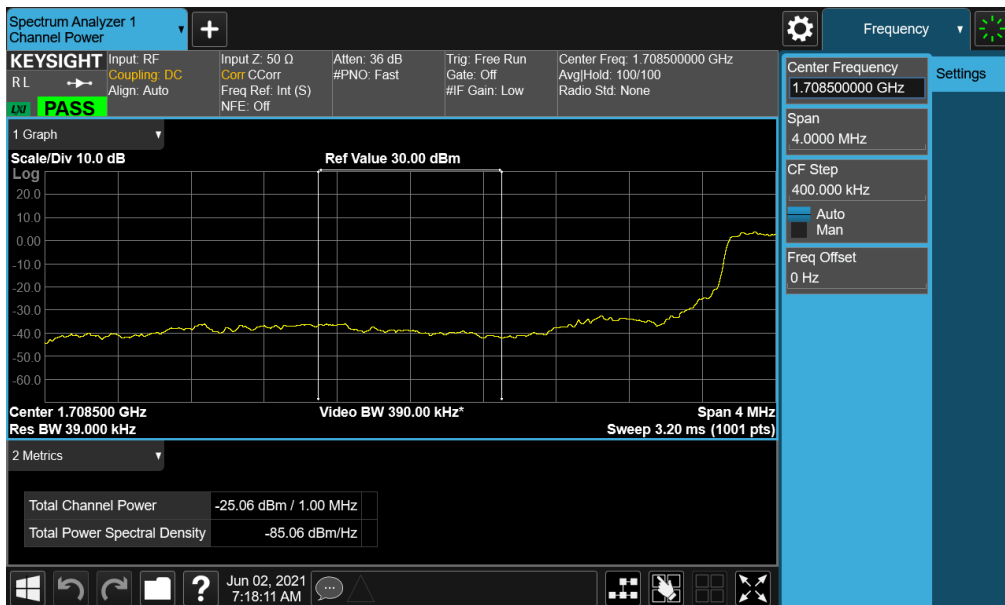 Spectrum Analyzer 1
Channel Power
Frequency
KEYSIGHT
Input: RF
Coupling: DC
Align: Auto
R L
LXI
PASS
Input Z: 50 Ω
Corr CCorr
Freq Ref: Int (S)
NFE: Off
Atten: 36 dB
#PNO: Fast
Trig: Free Run
Gate: Off
#IF Gain: Low
Center Freq: 1.708500000 GHz
Avg|Hold: 100/100
Radio Std: None
Center Frequency
1.708500000 GHz
Settings
Span
4.0000 MHz
CF Step
400.000 kHz
Auto
Man
Freq Offset
0 Hz
1 Graph
Scale/Div 10.0 dB
Ref Value 30.00 dBm
Log
20.0
10.0
0.00
-10.0
-20.0
-30.0
-40.0
-50.0
-60.0
Center 1.708500 GHz
Video BW 390.00 kHz*
Span 4 MHz
Res BW 39.000 kHz
Sweep 3.20 ms (1001 pts)
2 Metrics
Total Channel Power
-25.06 dBm / 1.00 MHz
Total Power Spectral Density
-85.06 dBm/Hz
Jun 02, 2021
7:18:11 AM